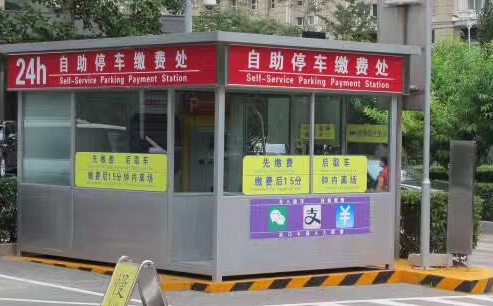 24h 自助停车缴费处
Self-Service Parking Payment Station
自助停车缴费处
Self-Service Parking Payment Station
先缴费 后取车
缴费后15分钟内离场
先缴费 后取车
缴费后15分钟内离场
支
¥
慢